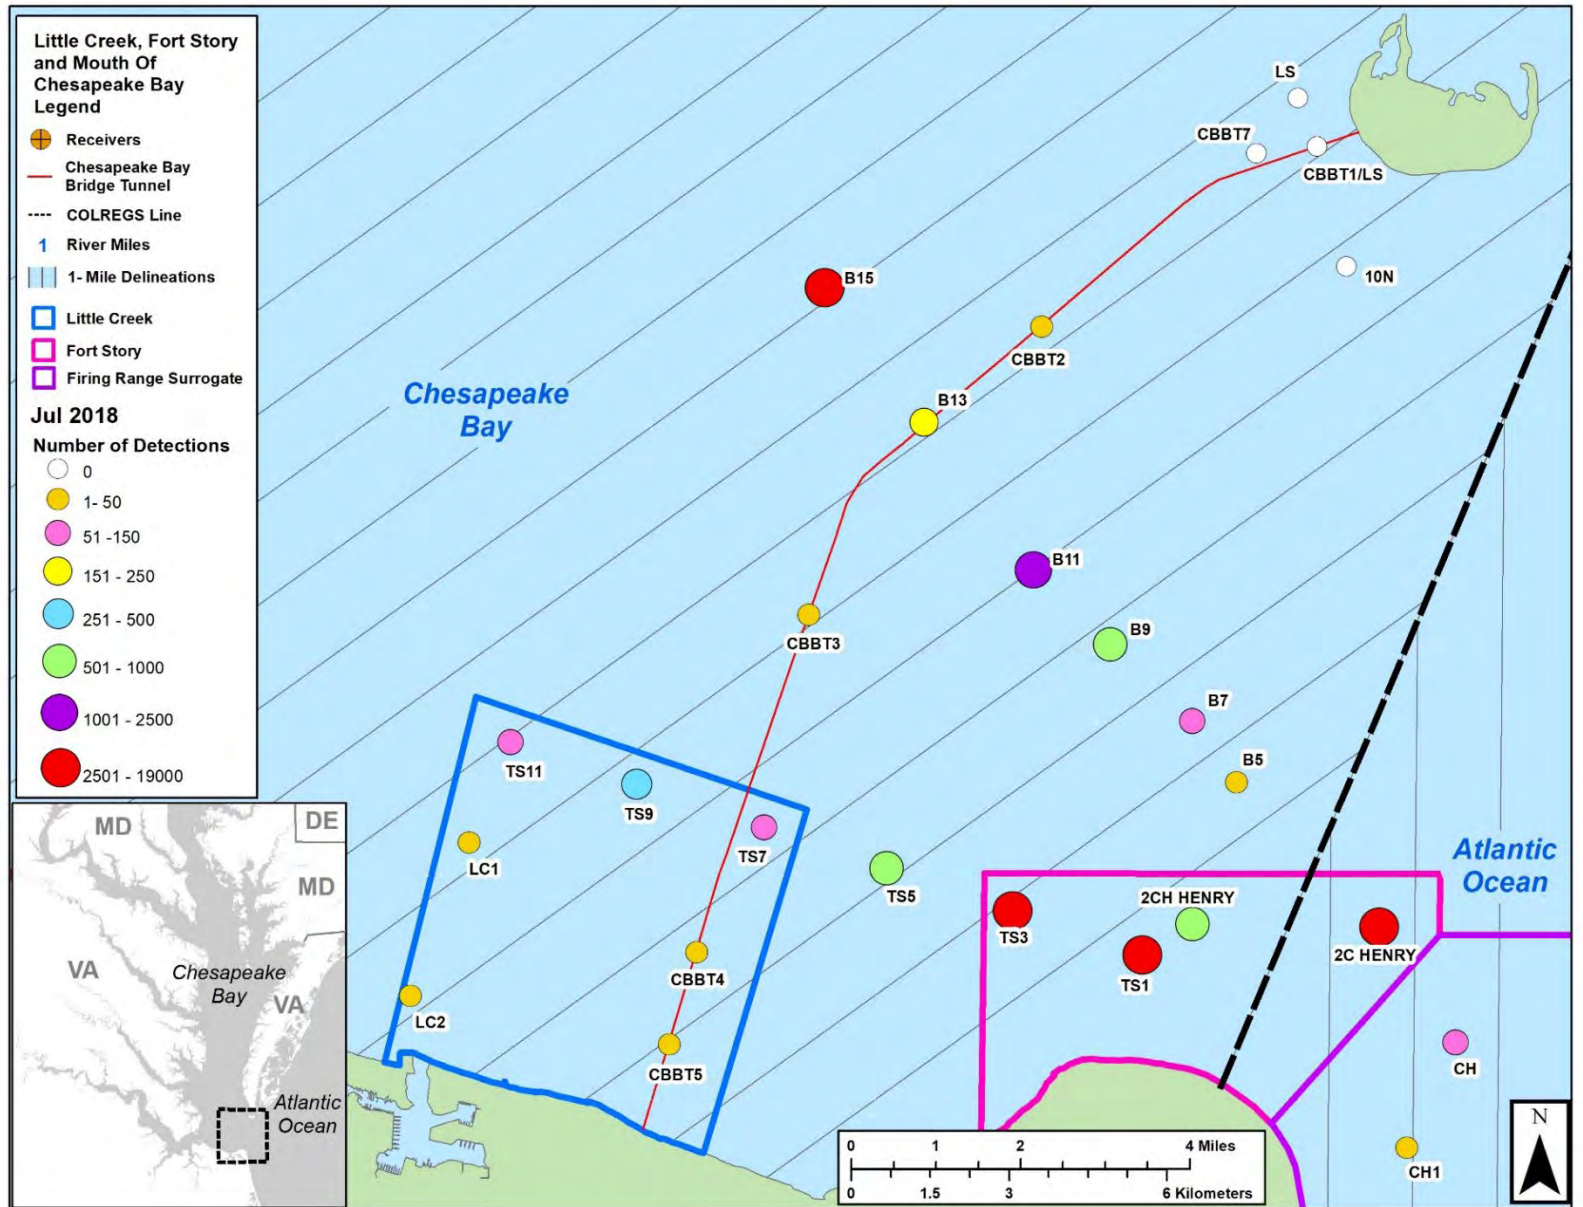 Little Creek, Fort Story
and Mouth Of
Chesapeake Bay
Legend
Receivers
Chesapeake Bay
Bridge Tunnel
COLREGS Line
1 River Miles
1- Mile Delineations
Little Creek
Fort Story
Firing Range Surrogate
Jul 2018
Number of Detections
0
1- 50
51 -150
151 - 250
251 - 500
501 - 1000
1001 - 2500
2501 - 19000
LS
CBBT7
CBBT1/LS
10N
B15
CBBT2
Chesapeake
Bay
B13
B11
CBBT3
B9
B7
B5
TS11
TS9
TS7
LC1
TS5
Atlantic
Ocean
2CH HENRY
TS3
2C HENRY
TS1
CBBT4
LC2
CH
CBBT5
CH1
MD
DE
MD
VA
Chesapeake
Bay
VA
Atlantic
Ocean
0 1 2 4 Miles
0 1.5 3 6 Kilometers
N